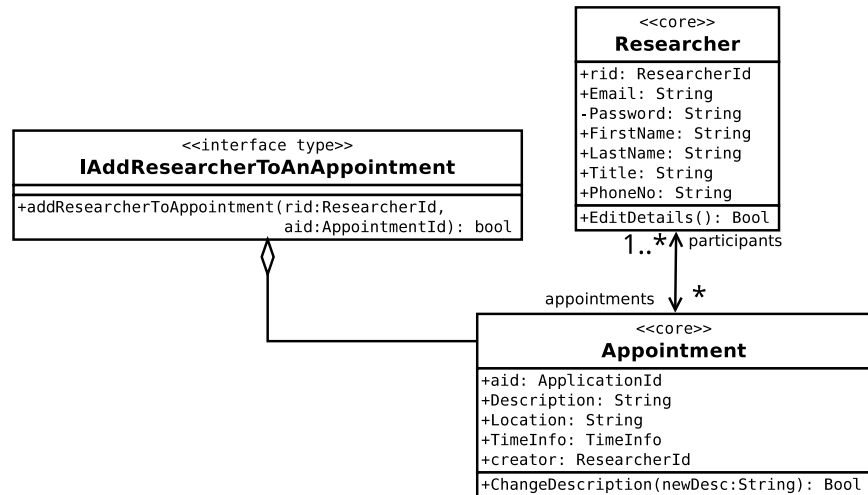 <<core>>
Researcher
+rid: ResearcherId
+Email: String
-Password: String
+FirstName: String
+LastName: String
+Title: String
+PhoneNo: String
+EditDetails(): Bool
<<interface type>>
IAddResearcherToAnAppointment
+addResearcherToAppointment(rid:ResearcherId,
aid:AppointmentId): bool
1..* participants
appointments *
<<core>>
Appointment
+aid: ApplicationId
+Description: String
+Location: String
+TimeInfo: TimeInfo
+creator: ResearcherId
+ChangeDescription(newDesc:String): Bool